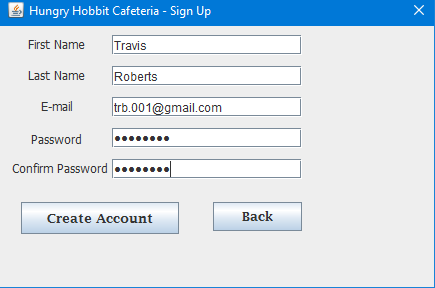 Hungry Hobbit Cafeteria - Sign Up
First Name Travis
Last Name Roberts
E-mail trb.001@gmail.com
Password ●●●●●●●●
Confirm Password ●●●●●●●●
Create Account Back